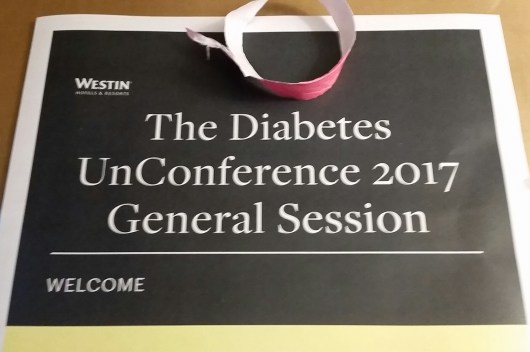 WESTIN
HOTELS & RESORTS
The Diabetes
UnConference 2017
General Session
WELCOME